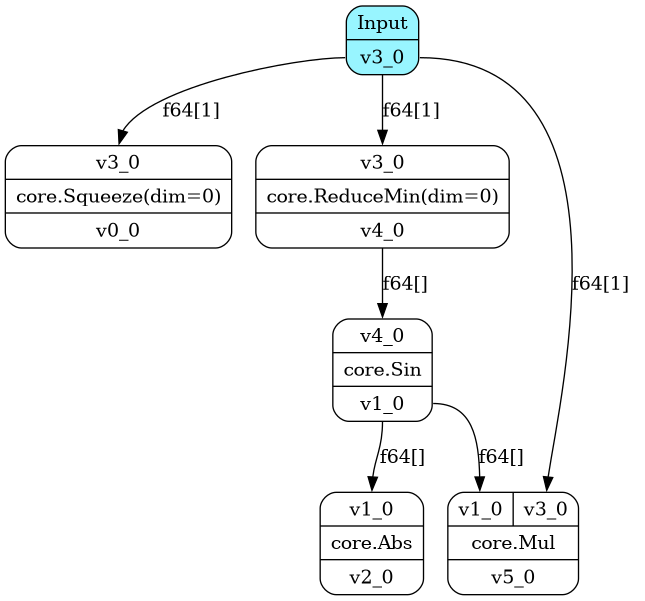 Input
v3_0
f64[1]
f64[1]
v3_0
core.Squeeze(dim=0)
v0_0
v3_0
core.ReduceMin(dim=0)
v4_0
f64[]
f64[1]
v4_0
core.Sin
v1_0
f64[]
f64[]
v1_0
core.Abs
v2_0
v1_0 v3_0
core.Mul
v5_0